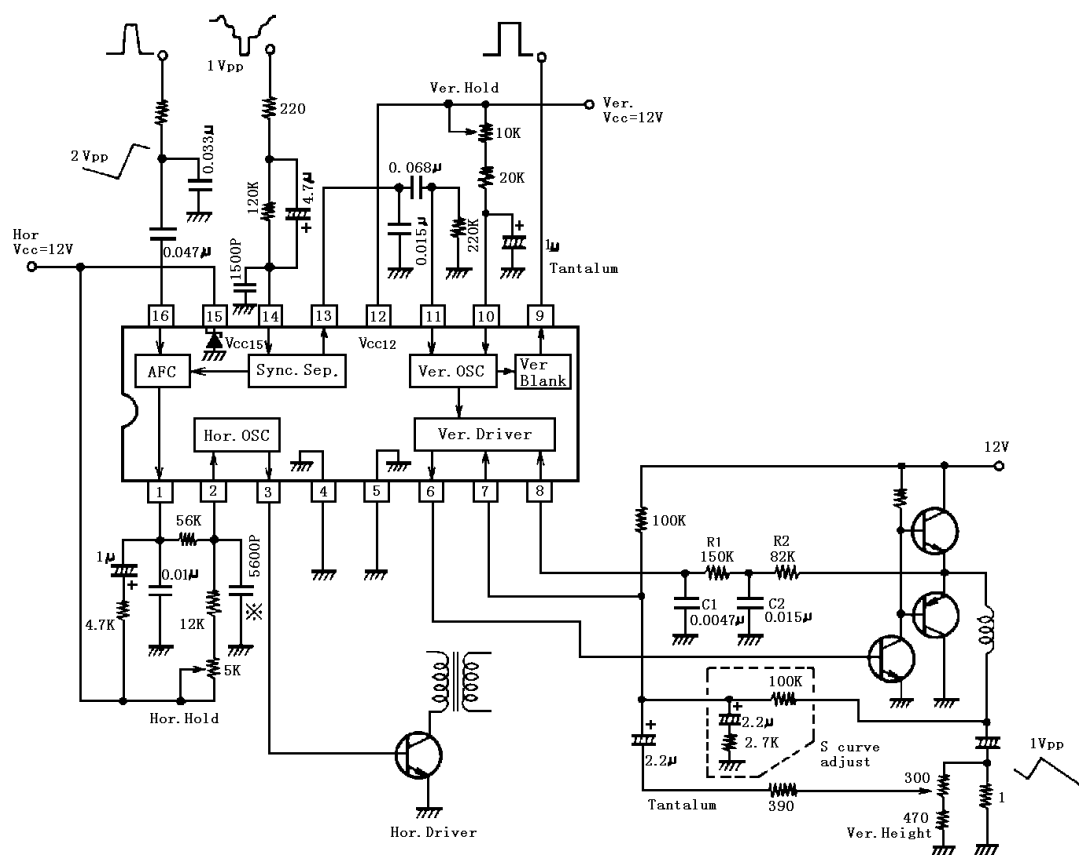 1Vpp
Ver.Hold
Ver.
Vcc=12V
220
10K
2Vpp
0.033μ
0.068μ
20K
120K
4.7μ
Hor
Vcc=12V
0.047μ
1500P
0.015μ
220K
1μ
Tantalum
16
15
14
13
12
11
10
9
Vcc15
Vcc12
AFC
Sync.Sep.
Ver.OSC
Ver
Blank
Hor.OSC
Ver.Driver
12V
1
2
3
4
5
6
7
8
56K
100K
R1
150K
R2
82K
1μ
0.01μ
5600P
※
C1
0.0047μ
C2
0.015μ
4.7K
12K
5K
100K
Hor.Hold
2.2μ
2.7K
2.2μ
S curve
adjust
1Vpp
300
1
Tantalum
390
470
Ver.Height
Hor.Driver